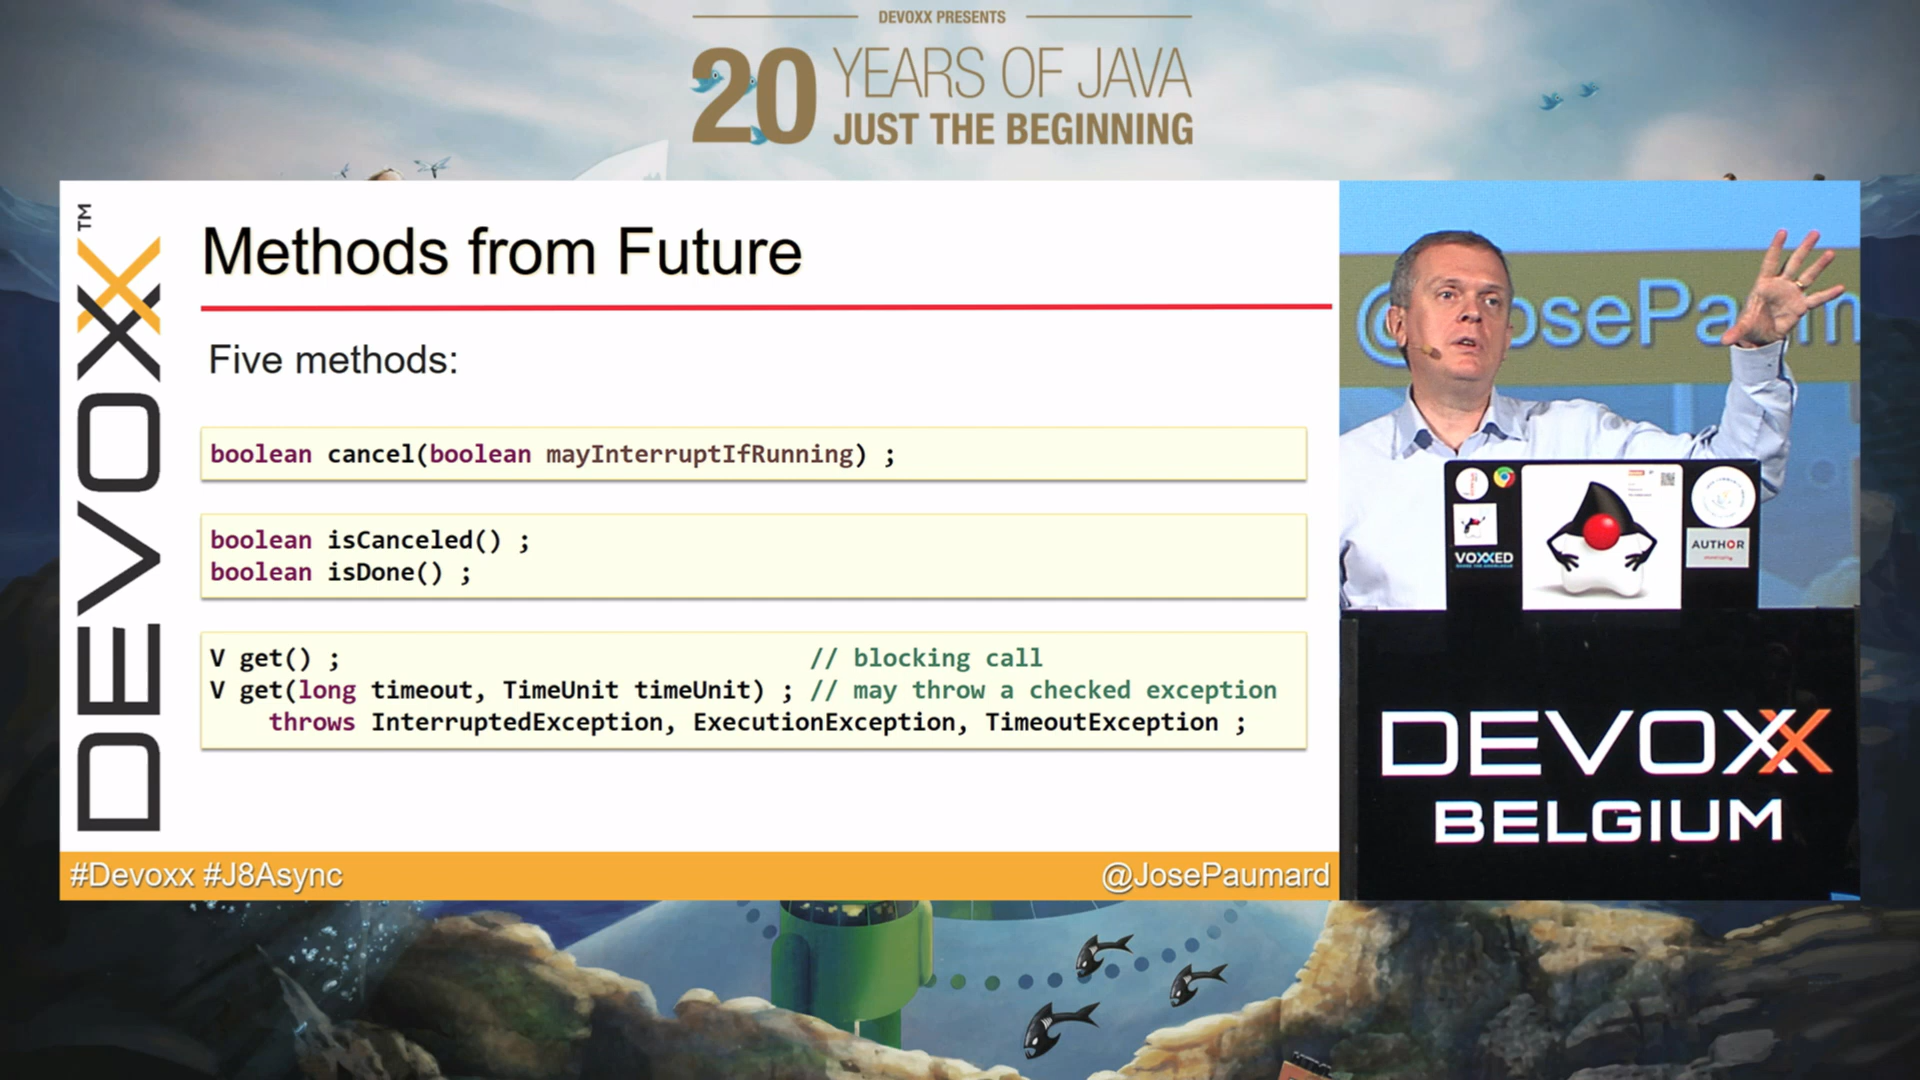 DEVOXX PRESENTS
20 YEARS OF JAVA
JUST THE BEGINNING
DEVOXX™
Methods from Future
Five methods:
boolean cancel(boolean mayInterruptIfRunning) ;
boolean isCanceled() ;
boolean isDone() ;
V get() ; // blocking call
V get(long timeout, TimeUnit timeUnit) ; // may throw a checked exception
throws InterruptedException, ExecutionException, TimeoutException ;
#Devoxx #J8Async
@JosePaumard
@JosePaum
VOXXED
AUTHOR
DEVOXX
BELGIUM